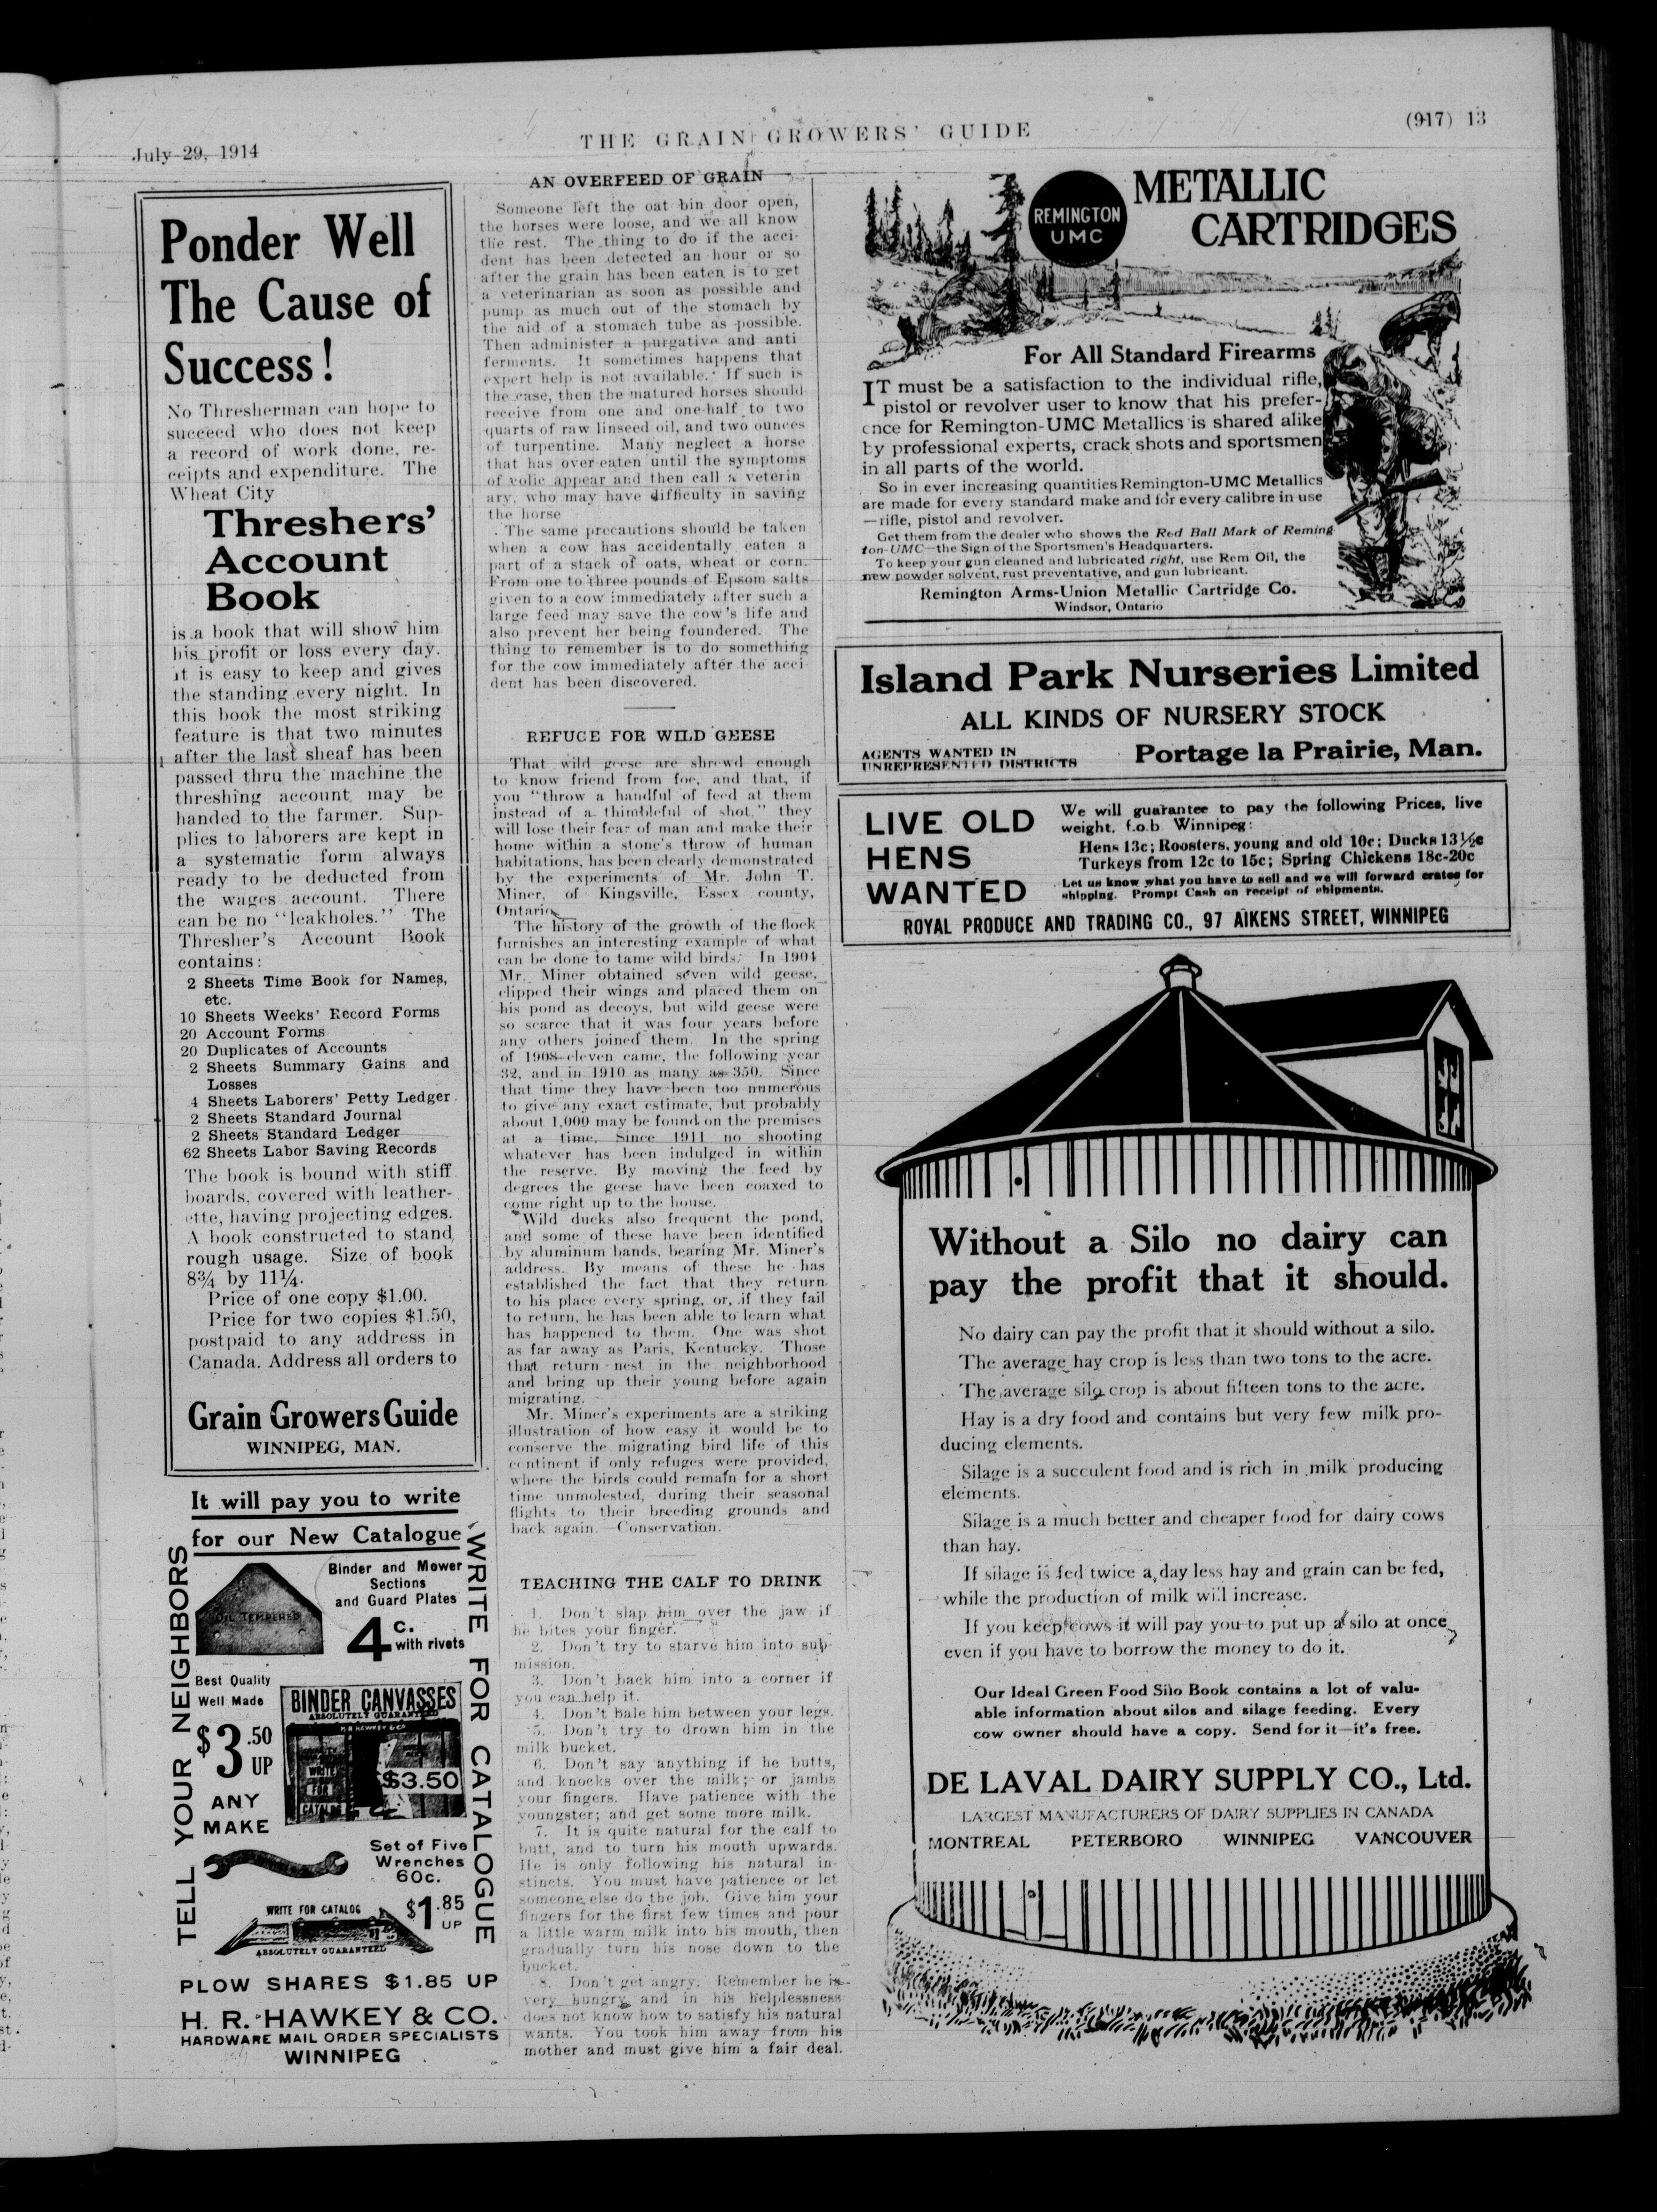 July 29, 1914
THE GRAIN GROWERS' GUIDE
(917) 13
Ponder Well
The Cause of
Success!
No Thresherman can hope to
succeed who does not keep
a record of work done, re-
ceipts and expenditure. The
Wheat City
Threshers'
Account
Book
is a book that will show him
his profit or loss every day.
it is easy to keep and gives
the standing every night. In
this book the most striking
feature is that two minutes
after the last sheaf has been
passed thru the machine the
threshing account may be
handed to the farmer. Sup-
plies to laborers are kept in
a systematic form always
ready to be deducted from
the wages account. There
can be no "leakholes." The
Thresher's Account Book
contains:
2 Sheets Time Book for Names,
etc.
10 Sheets Weeks' Record Forms
20 Account Forms
20 Duplicates of Accounts
2 Sheets Summary Gains and
Losses
4 Sheets Laborers' Petty Ledger
2 Sheets Standard Journal
2 Sheets Standard Ledger
62 Sheets Labor Saving Records
The book is bound with stiff
boards, covered with leather-
ette, having projecting edges.
A book constructed to stand
rough usage. Size of book
8¾ by 11¼.
Price of one copy $1.00.
Price for two copies $1.50,
postpaid to any address in
Canada. Address all orders to
Grain Growers Guide
WINNIPEG, MAN.
It will pay you to write
for our New Catalogue
TELL YOUR NEIGHBORS
WRITE FOR CATALOGUE
OIL TEMPERED
Binder and Mower
Sections
and Guard Plates
4c.
with rivets
Best Quality
Well Made
$3.50
UP
ANY
MAKE
BINDER CANVASSES
ABSOLUTELY GUARANTEED
H R HAWKEY & CO
WRITE
FOR
CATALOG
$3.50
Set of Five
Wrenches
60c.
WRITE FOR CATALOG
$1.85
UP
ABSOLUTELY GUARANTEED
PLOW SHARES $1.85 UP
H. R. HAWKEY & CO.
HARDWARE MAIL ORDER SPECIALISTS
WINNIPEG
AN OVERFEED OF GRAIN
Someone left the oat bin door open,
the horses were loose, and we all know
the rest. The thing to do if the acci-
dent has been detected an hour or so
after the grain has been eaten is to get
a veterinarian as soon as possible and
pump as much out of the stomach by
the aid of a stomach tube as possible.
Then administer a purgative and anti
ferments. It sometimes happens that
expert help is not available. If such is
the case, then the matured horses should
receive from one and one-half to two
quarts of raw linseed oil, and two ounces
of turpentine. Many neglect a horse
that has over-eaten until the symptoms
of colic appear and then call a veterin
ary, who may have difficulty in saving
the horse
The same precautions should be taken
when a cow has accidentally eaten a
part of a stack of oats, wheat or corn.
From one to three pounds of Epsom salts
given to a cow immediately after such a
large feed may save the cow's life and
also prevent her being foundered. The
thing to remember is to do something
for the cow immediately after the acci-
dent has been discovered.
REFUGE FOR WILD GEESE
That wild geese are shrewd enough
to know friend from foe, and that, if
you "throw a handful of feed at them
instead of a thimbleful of shot," they
will lose their fear of man and make their
home within a stone's throw of human
habitations, has been clearly demonstrated
by the experiments of Mr. John T.
Miner, of Kingsville, Essex county,
Ontario.
The history of the growth of the flock
furnishes an interesting example of what
can be done to tame wild birds. In 1904
Mr. Miner obtained seven wild geese,
clipped their wings and placed them on
his pond as decoys, but wild geese were
so scarce that it was four years before
any others joined them. In the spring
of 1908 eleven came, the following year
32, and in 1910 as many as 350. Since
that time they have been too numerous
to give any exact estimate, but probably
about 1,000 may be found on the premises
at a time. Since 1911 no shooting
whatever has been indulged in within
the reserve. By moving the feed by
degrees the geese have been coaxed to
come right up to the house.
Wild ducks also frequent the pond,
and some of these have been identified
by aluminum bands, bearing Mr. Miner's
address. By means of these he has
established the fact that they return
to his place every spring, or, if they fail
to return, he has been able to learn what
has happened to them. One was shot
as far away as Paris, Kentucky. Those
that return nest in the neighborhood
and bring up their young before again
migrating.
Mr. Miner's experiments are a striking
illustration of how easy it would be to
conserve the migrating bird life of this
continent if only refuges were provided,
where the birds could remain for a short
time unmolested, during their seasonal
flights to their breeding grounds and
back again.—Conservation.
TEACHING THE CALF TO DRINK
1. Don't slap him over the jaw if
he bites your finger.
2. Don't try to starve him into sub-
mission.
3. Don't back him into a corner if
you can help it.
4. Don't bale him between your legs.
5. Don't try to drown him in the
milk bucket.
6. Don't say anything if he butts,
and knocks over the milk; or jambs
your fingers. Have patience with the
youngster; and get some more milk.
7. It is quite natural for the calf to
butt, and to turn his mouth upwards.
He is only following his natural in-
stincts. You must have patience or let
someone else do the job. Give him your
fingers for the first few times and pour
a little warm milk into his mouth, then
gradually turn his nose down to the
bucket.
8. Don't get angry. Remember he is
very hungry and in his helplessness
does not know how to satisfy his natural
wants. You took him away from his
mother and must give him a fair deal.
REMINGTON
UMC
METALLIC
CARTRIDGES
For All Standard Firearms
IT must be a satisfaction to the individual rifle,
pistol or revolver user to know that his prefer-
ence for Remington-UMC Metallics is shared alike
by professional experts, crack shots and sportsmen
in all parts of the world.
So in ever increasing quantities Remington-UMC Metallics
are made for every standard make and for every calibre in use
—rifle, pistol and revolver.
Get them from the dealer who shows the Red Ball Mark of Reming
ton-UMC—the Sign of the Sportsmen's Headquarters.
To keep your gun cleaned and lubricated right, use Rem Oil, the
new powder solvent, rust preventative, and gun lubricant.
Remington Arms-Union Metallic Cartridge Co.
Windsor, Ontario
Island Park Nurseries Limited
ALL KINDS OF NURSERY STOCK
AGENTS WANTED IN
UNREPRESENTED DISTRICTS
Portage la Prairie, Man.
LIVE OLD
HENS
WANTED
We will guarantee to pay the following Prices, live
weight, f.o.b. Winnipeg:
Hens 13c; Roosters, young and old 10c; Ducks 13½c
Turkeys from 12c to 15c; Spring Chickens 18c-20c
Let us know what you have to sell and we will forward crates for
shipping. Prompt Cash on receipt of shipments.
ROYAL PRODUCE AND TRADING CO., 97 AIKENS STREET, WINNIPEG
Without a Silo no dairy can
pay the profit that it should.
No dairy can pay the profit that it should without a silo.
The average hay crop is less than two tons to the acre.
The average silo crop is about fifteen tons to the acre.
Hay is a dry food and contains but very few milk pro-
ducing elements.
Silage is a succulent food and is rich in milk producing
elements.
Silage is a much better and cheaper food for dairy cows
than hay.
If silage is fed twice a day less hay and grain can be fed,
while the production of milk will increase.
If you keep cows it will pay you to put up a silo at once
even if you have to borrow the money to do it.
Our Ideal Green Food Silo Book contains a lot of valu-
able information about silos and silage feeding. Every
cow owner should have a copy. Send for it—it's free.
DE LAVAL DAIRY SUPPLY CO., Ltd.
LARGEST MANUFACTURERS OF DAIRY SUPPLIES IN CANADA
MONTREAL PETERBORO WINNIPEG VANCOUVER